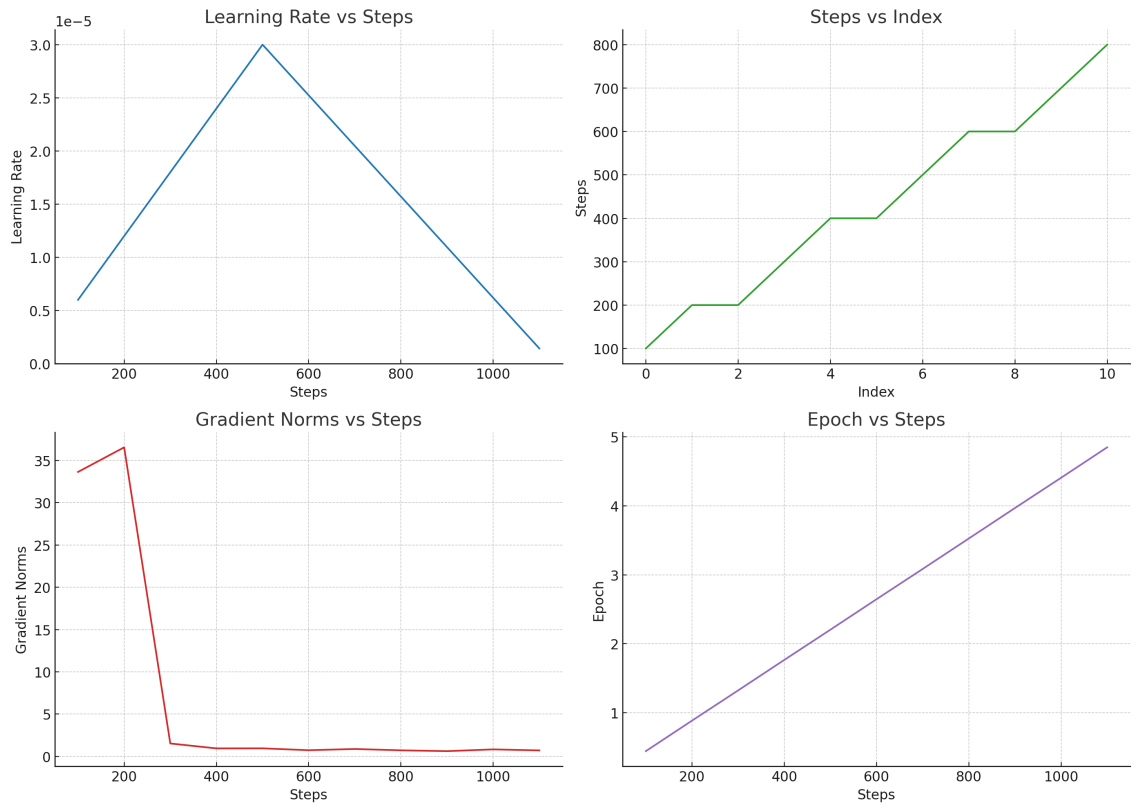 Learning Rate vs Steps
1e−5
3.0
2.5
2.0
1.5
1.0
0.5
0.0
Learning Rate
200 400 600 800 1000
Steps
Steps vs Index
800
700
600
500
400
300
200
100
Steps
0 2 4 6 8 10
Index
Gradient Norms vs Steps
35
30
25
20
15
10
5
0
Gradient Norms
200 400 600 800 1000
Steps
Epoch vs Steps
5
4
3
2
1
Epoch
200 400 600 800 1000
Steps